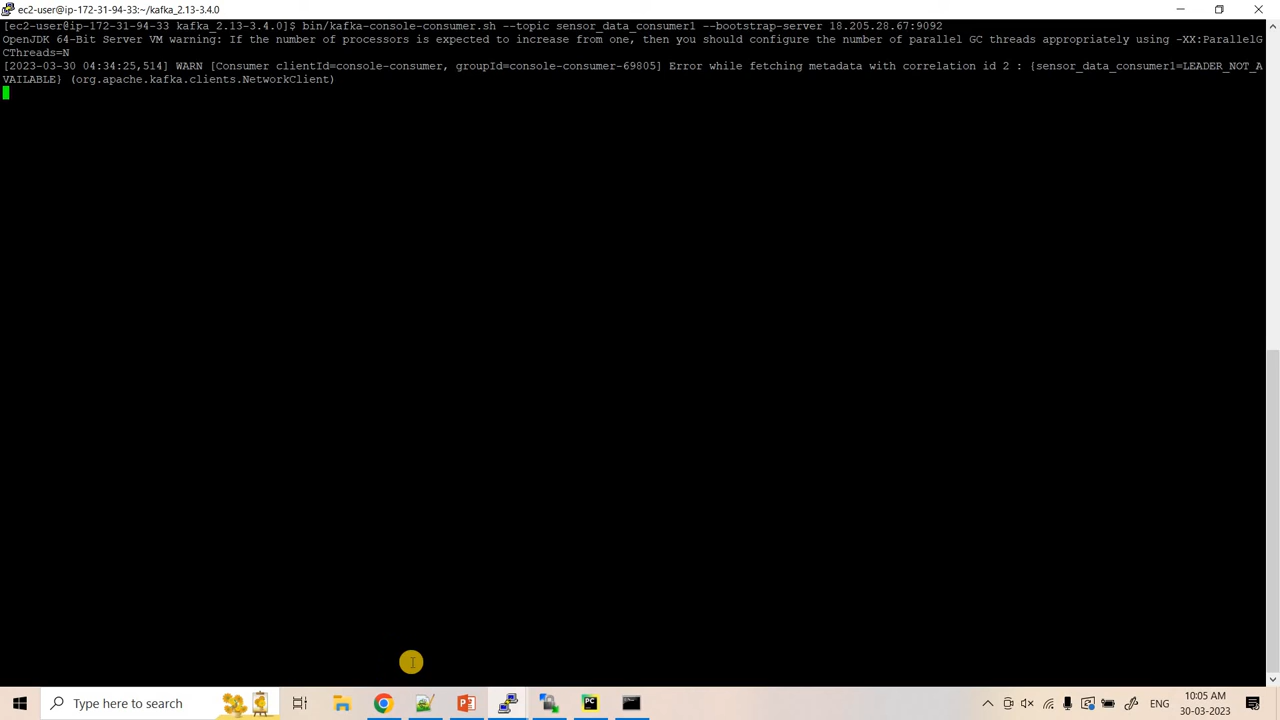 ec2-user@ip-172-31-94-33:~/kafka_2.13-3.4.0
[ec2-user@ip-172-31-94-33 kafka_2.13-3.4.0]$ bin/kafka-console-consumer.sh --topic sensor_data_consumer1 --bootstrap-server 18.205.28.67:9092
OpenJDK 64-Bit Server VM warning: If the number of processors is expected to increase from one, then you should configure the number of parallel GC threads appropriately using -XX:ParallelG
CThreads=N
[2023-03-30 04:34:25,514] WARN [Consumer clientId=console-consumer, groupId=console-consumer-69805] Error while fetching metadata with correlation id 2 : {sensor_data_consumer1=LEADER_NOT_A
VAILABLE} (org.apache.kafka.clients.NetworkClient)
Type here to search
PC
ENG
10:05 AM
30-03-2023